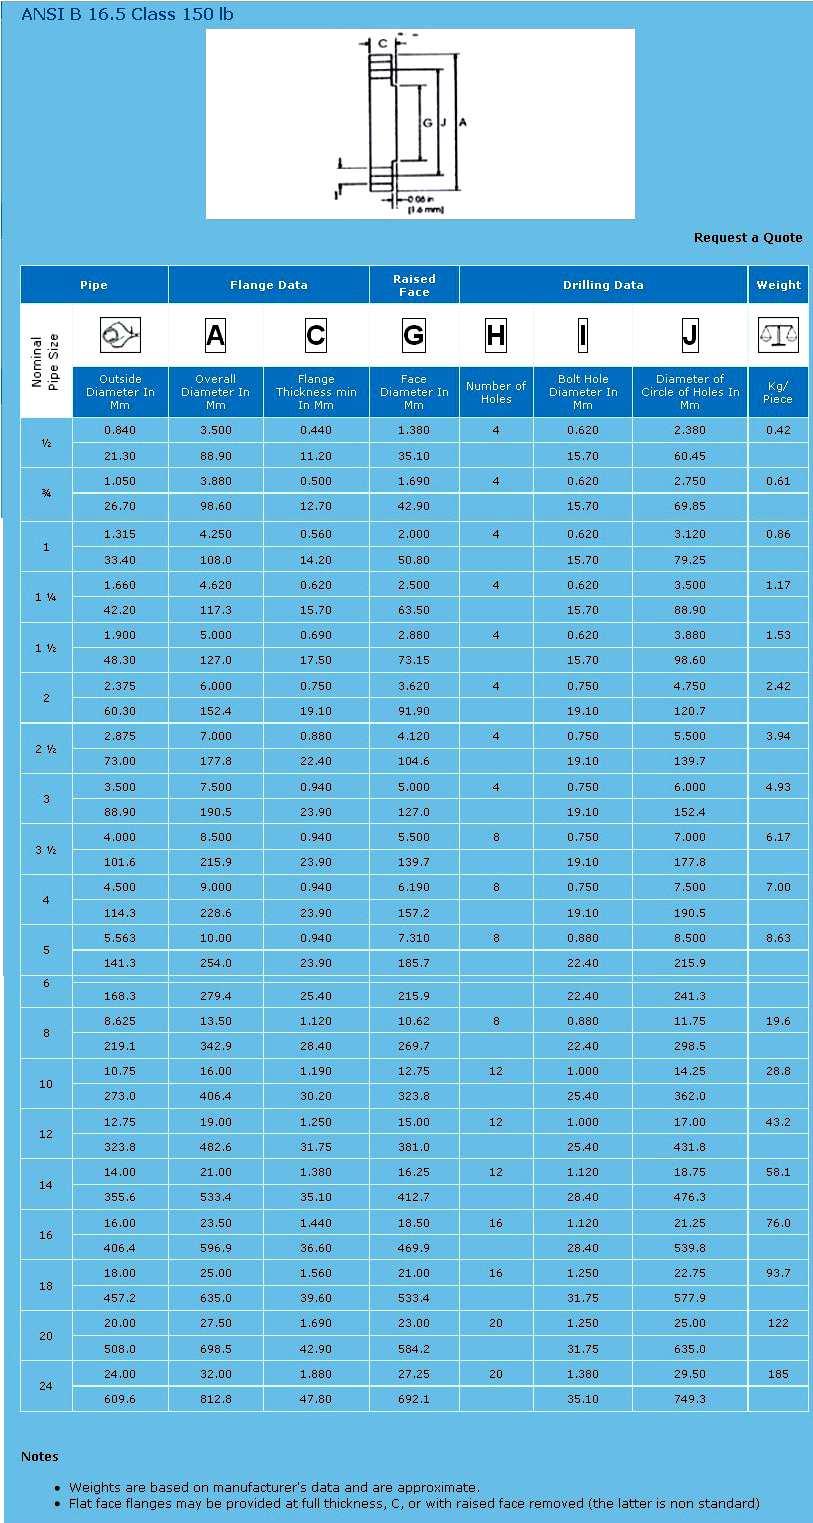 ANSI B 16.5 Class 150 lb
C
G J A
I
0.06 in
(1.6 mm)
Request a Quote
Pipe Flange Data Raised Face Drilling Data Weight
Nominal Pipe Size A C G H I J
Outside Diameter In Mm Overall Diameter In Mm Flange Thickness min In Mm Face Diameter In Mm Number of Holes Bolt Hole Diameter In Mm Diameter of Circle of Holes In Mm Kg/ Piece
½ 0.840 3.500 0.440 1.380 4 0.620 2.380 0.42
21.30 88.90 11.20 35.10 15.70 60.45
¾ 1.050 3.880 0.500 1.690 4 0.620 2.750 0.61
26.70 98.60 12.70 42.90 15.70 69.85
1 1.315 4.250 0.560 2.000 4 0.620 3.120 0.86
33.40 108.0 14.20 50.80 15.70 79.25
1 ¼ 1.660 4.620 0.620 2.500 4 0.620 3.500 1.17
42.20 117.3 15.70 63.50 15.70 88.90
1 ½ 1.900 5.000 0.690 2.880 4 0.620 3.880 1.53
48.30 127.0 17.50 73.15 15.70 98.60
2 2.375 6.000 0.750 3.620 4 0.750 4.750 2.42
60.30 152.4 19.10 91.90 19.10 120.7
2 ½ 2.875 7.000 0.880 4.120 4 0.750 5.500 3.94
73.00 177.8 22.40 104.6 19.10 139.7
3 3.500 7.500 0.940 5.000 4 0.750 6.000 4.93
88.90 190.5 23.90 127.0 19.10 152.4
3 ½ 4.000 8.500 0.940 5.500 8 0.750 7.000 6.17
101.6 215.9 23.90 139.7 19.10 177.8
4 4.500 9.000 0.940 6.190 8 0.750 7.500 7.00
114.3 228.6 23.90 157.2 19.10 190.5
5 5.563 10.00 0.940 7.310 8 0.880 8.500 8.63
141.3 254.0 23.90 185.7 22.40 215.9
6
168.3 279.4 25.40 215.9 22.40 241.3
8 8.625 13.50 1.120 10.62 8 0.880 11.75 19.6
219.1 342.9 28.40 269.7 22.40 298.5
10 10.75 16.00 1.190 12.75 12 1.000 14.25 28.8
273.0 406.4 30.20 323.8 25.40 362.0
12 12.75 19.00 1.250 15.00 12 1.000 17.00 43.2
323.8 482.6 31.75 381.0 25.40 431.8
14 14.00 21.00 1.380 16.25 12 1.120 18.75 58.1
355.6 533.4 35.10 412.7 28.40 476.3
16 16.00 23.50 1.440 18.50 16 1.120 21.25 76.0
406.4 596.9 36.60 469.9 28.40 539.8
18 18.00 25.00 1.560 21.00 16 1.250 22.75 93.7
457.2 635.0 39.60 533.4 31.75 577.9
20 20.00 27.50 1.690 23.00 20 1.250 25.00 122
508.0 698.5 42.90 584.2 31.75 635.0
24 24.00 32.00 1.880 27.25 20 1.380 29.50 185
609.6 812.8 47.80 692.1 35.10 749.3
Notes
• Weights are based on manufacturer's data and are approximate.
• Flat face flanges may be provided at full thickness, C, or with raised face removed (the latter is non standard)